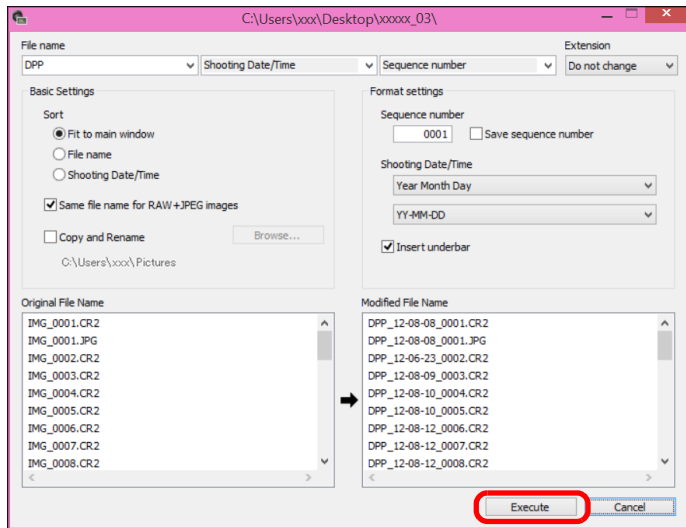 C:\Users\xxx\Desktop\xxxxx_03\
File name
Extension
DPP
Shooting Date/Time
Sequence number
Do not change
Basic Settings
Sort
Fit to main window
File name
Shooting Date/Time
Same file name for RAW+JPEG images
Copy and Rename
Browse...
C:\Users\xxx\Pictures
Format settings
Sequence number
0001
Save sequence number
Shooting Date/Time
Year Month Day
YY-MM-DD
Insert underbar
Original File Name
IMG_0001.CR2
IMG_0001.JPG
IMG_0002.CR2
IMG_0003.CR2
IMG_0004.CR2
IMG_0005.CR2
IMG_0006.CR2
IMG_0007.CR2
IMG_0008.CR2
Modified File Name
DPP_12-08-08_0001.CR2
DPP_12-08-08_0001.JPG
DPP_12-06-23_0002.CR2
DPP_12-08-09_0003.CR2
DPP_12-08-10_0004.CR2
DPP_12-08-10_0005.CR2
DPP_12-08-12_0006.CR2
DPP_12-08-12_0007.CR2
DPP_12-08-12_0008.CR2
Execute
Cancel